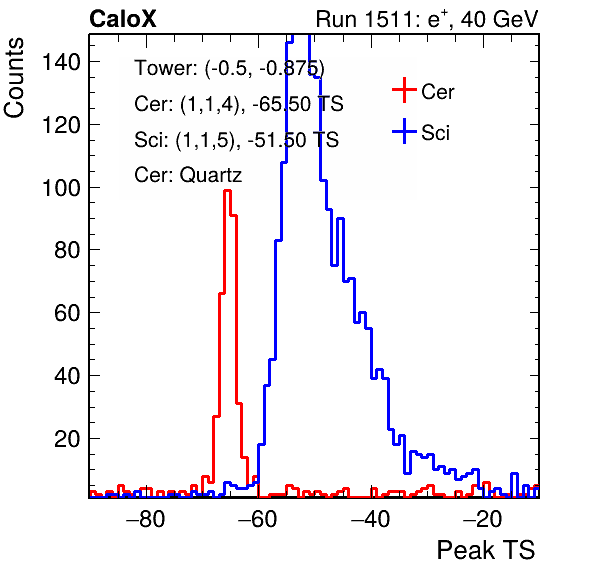 CaloX
Run 1511: e+, 40 GeV
Counts
Tower: (-0.5, -0.875)
Cer: (1,1,4), -65.50 TS
Sci: (1,1,5), -51.50 TS
Cer: Quartz
Cer
Sci
140
120
100
80
60
40
20
−80 −60 −40 −20
Peak TS